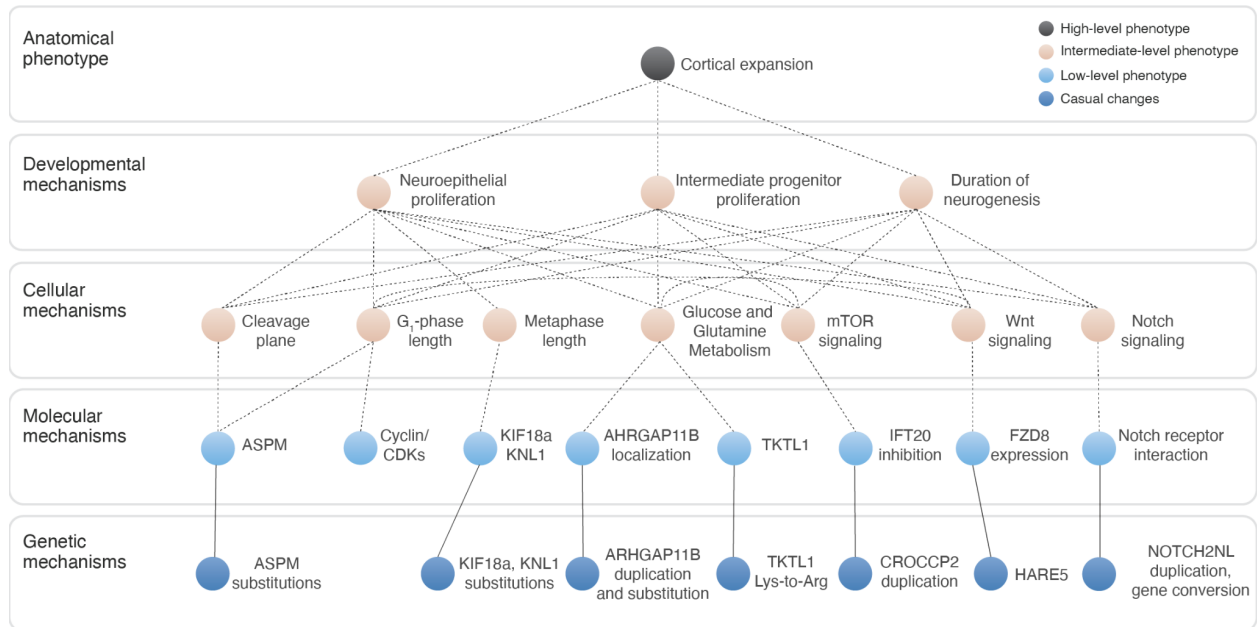 Anatomical
phenotype
Cortical expansion
High-level phenotype
Intermediate-level phenotype
Low-level phenotype
Casual changes
Developmental
mechanisms
Neuroepithelial
proliferation
Intermediate progenitor
proliferation
Duration of
neurogenesis
Cellular
mechanisms
Cleavage
plane
G₁-phase
length
Metaphase
length
Glucose and
Glutamine
Metabolism
mTOR
signaling
Wnt
signaling
Notch
signaling
Molecular
mechanisms
ASPM
Cyclin/
CDKs
KIF18a
KNL1
AHRGAP11B
localization
TKTL1
IFT20
inhibition
FZD8
expression
Notch receptor
interaction
Genetic
mechanisms
ASPM
substitutions
KIF18a, KNL1
substitutions
ARHGAP11B
duplication
and substitution
TKTL1
Lys-to-Arg
CROCCP2
duplication
HARE5
NOTCH2NL
duplication,
gene conversion